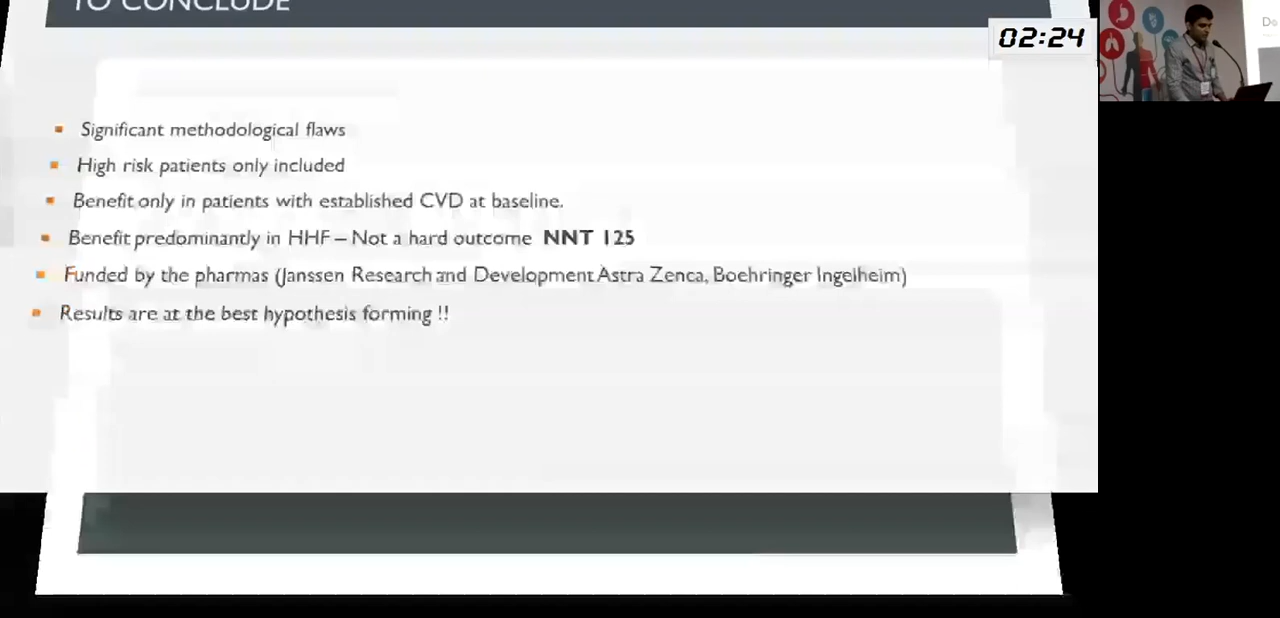 TO CONCLUDE
02:24
Do
Significant methodological flaws
High risk patients only included
Benefit only in patients with established CVD at baseline.
Benefit predominantly in HHF – Not a hard outcome NNT 125
Funded by the pharmas (Janssen Research and Development Astra Zenca, Boehringer Ingelheim)
Results are at the best hypothesis forming !!